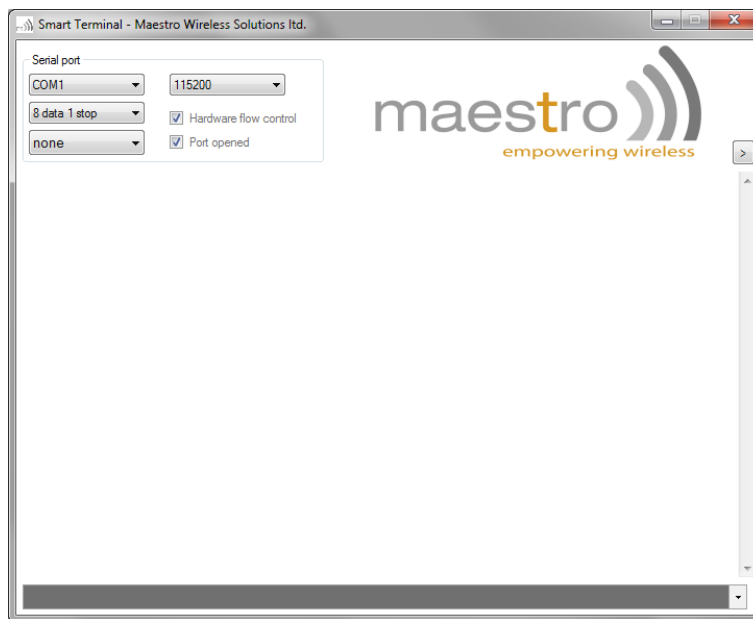 Smart Terminal - Maestro Wireless Solutions ltd.
Serial port
COM1
115200
8 data 1 stop
Hardware flow control
none
Port opened
maestro
empowering wireless
>